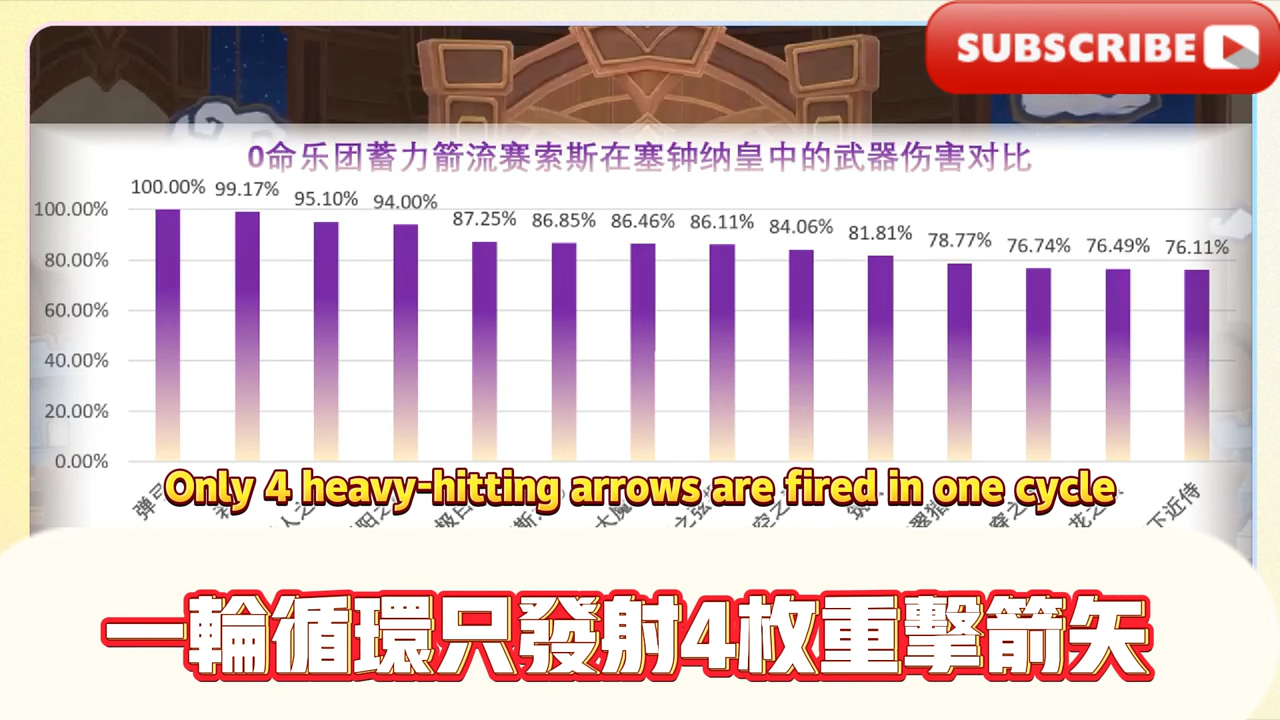 SUBSCRIBE
0命乐团蓄力箭流赛索斯在塞钟纳皇中的武器伤害对比
100.00% 99.17% 95.10% 94.00% 87.25% 86.85% 86.46% 86.11% 84.06% 81.81% 78.77% 76.74% 76.49% 76.11%
100.00%
80.00%
60.00%
40.00%
20.00%
0.00%
Only 4 heavy-hitting arrows are fired in one cycle
下近侍
一輪循環只發射4枚重擊箭矢